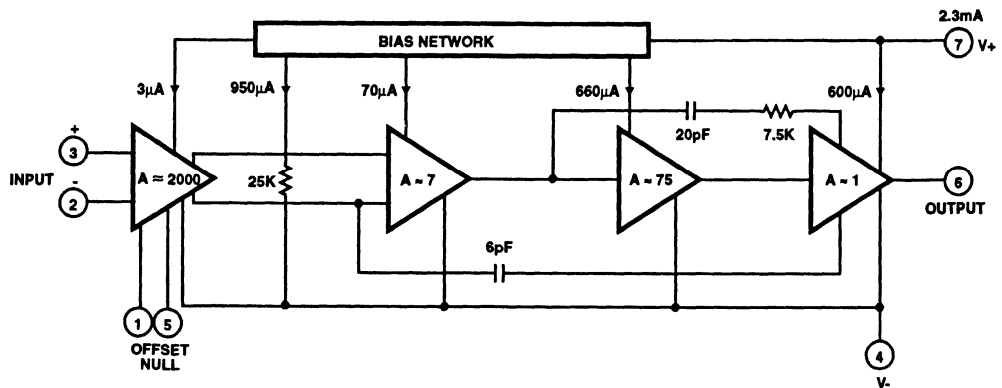 2.3mA
BIAS NETWORK
7
V+
3µA
950µA
70µA
660µA
600µA
20pF
7.5K
+
3
INPUT
-
2
A ≈ 2000
25K
A ≈ 7
A ≈ 75
A ≈ 1
6
OUTPUT
6pF
1
5
OFFSET
NULL
4
V-